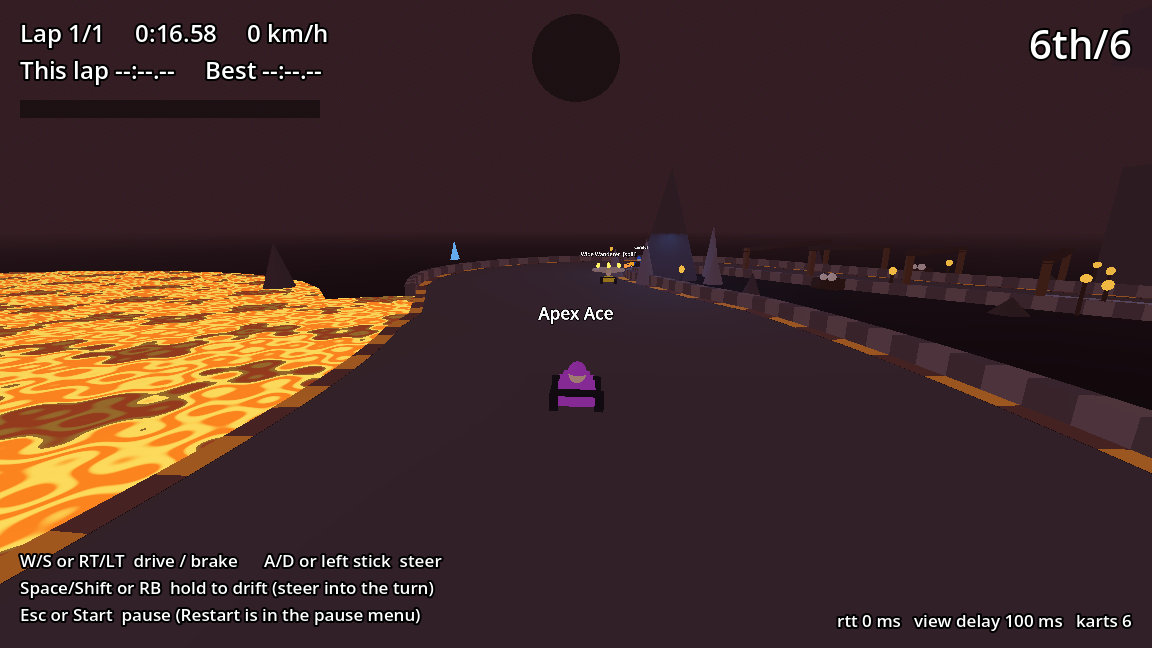 Lap 1/1 0:16.58 0 km/h
6th/6
This lap --:--.-- Best --:--.--
Apex Ace
W/S or RT/LT drive / brake A/D or left stick steer
Space/Shift or RB hold to drift (steer into the turn)
Esc or Start pause (Restart is in the pause menu)
rtt 0 ms view delay 100 ms karts 6